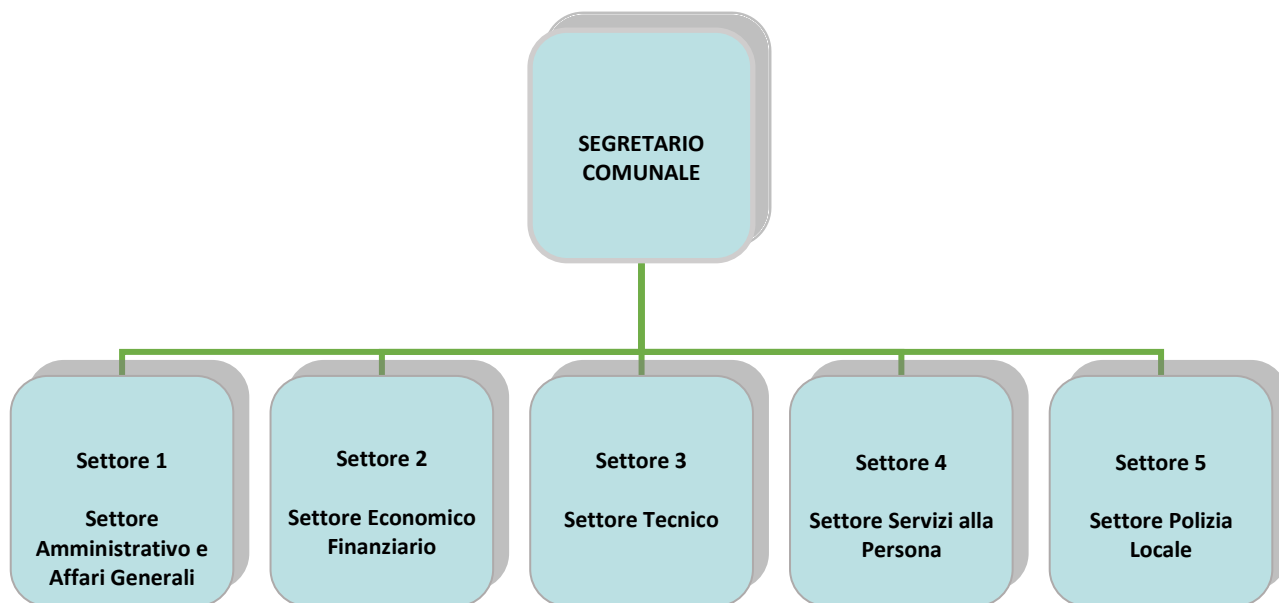 SEGRETARIO
COMUNALE
Settore 1
Settore
Amministrativo e
Affari Generali
Settore 2
Settore Economico
Finanziario
Settore 3
Settore Tecnico
Settore 4
Settore Servizi alla
Persona
Settore 5
Settore Polizia
Locale